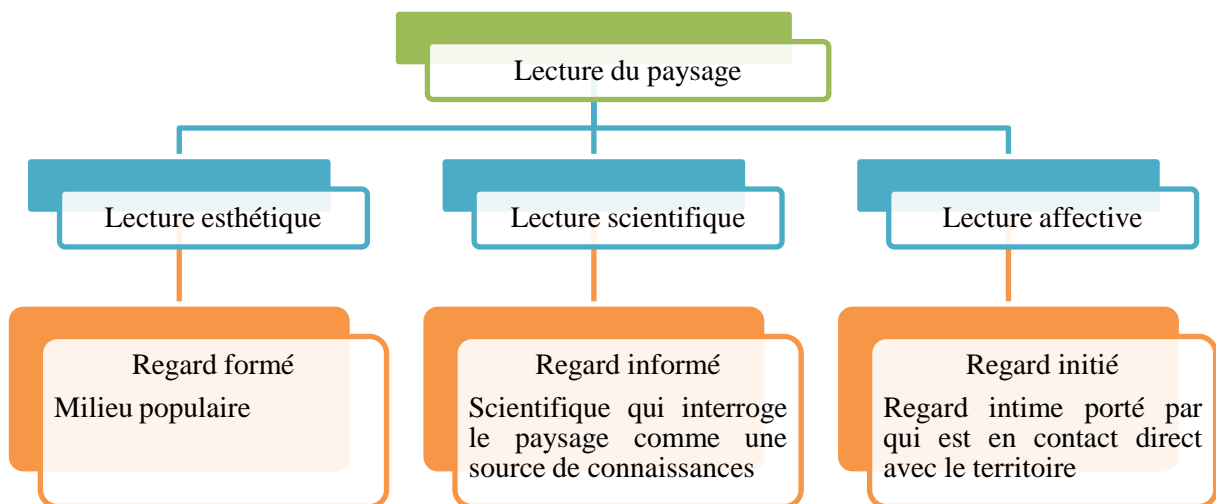 Lecture du paysage
Lecture esthétique
Lecture scientifique
Lecture affective
Regard formé
Milieu populaire
Regard informé
Scientifique qui interroge
le paysage comme une
source de connaissances
Regard initié
Regard intime porté par
qui est en contact direct
avec le territoire